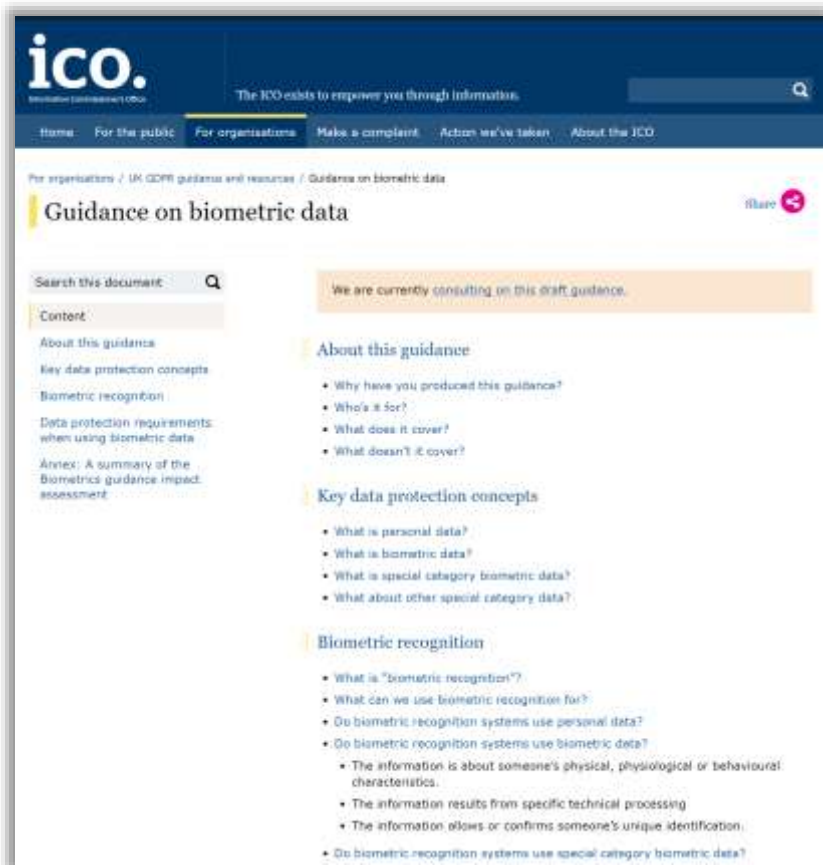 ico.
Information Commissioner's Office
The ICO exists to empower you through information.
Home For the public For organisations Make a complaint Action we've taken About the ICO
For organisations / UK GDPR guidance and resources / Guidance on biometric data
Guidance on biometric data
Share
Search this document
Content
About this guidance
Key data protection concepts
Biometric recognition
Data protection requirements
when using biometric data
Annex: A summary of the
Biometrics guidance impact
assessment
We are currently consulting on this draft guidance.
About this guidance
• Why have you produced this guidance?
• Who's it for?
• What does it cover?
• What doesn't it cover?
Key data protection concepts
• What is personal data?
• What is biometric data?
• What is special category biometric data?
• What about other special category data?
Biometric recognition
• What is "biometric recognition"?
• What can we use biometric recognition for?
• Do biometric recognition systems use personal data?
• Do biometric recognition systems use biometric data?
• The information is about someone's physical, physiological or behavioural
characteristics.
• The information results from specific technical processing
• The information allows or confirms someone's unique identification.
• Do biometric recognition systems use special category biometric data?